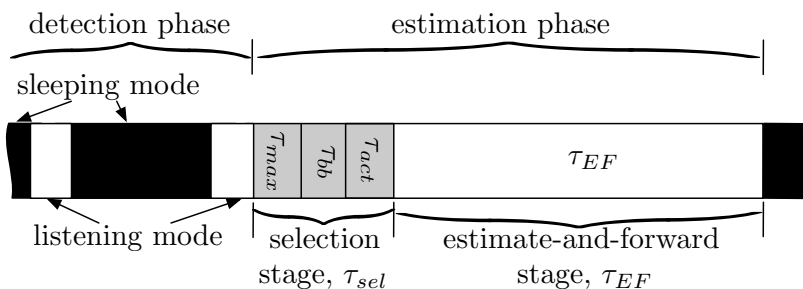 detection phase
estimation phase
sleeping mode
τ_max
τ_bb
τ_act
τ_EF
listening mode
selection
stage, τ_sel
estimate-and-forward
stage, τ_EF